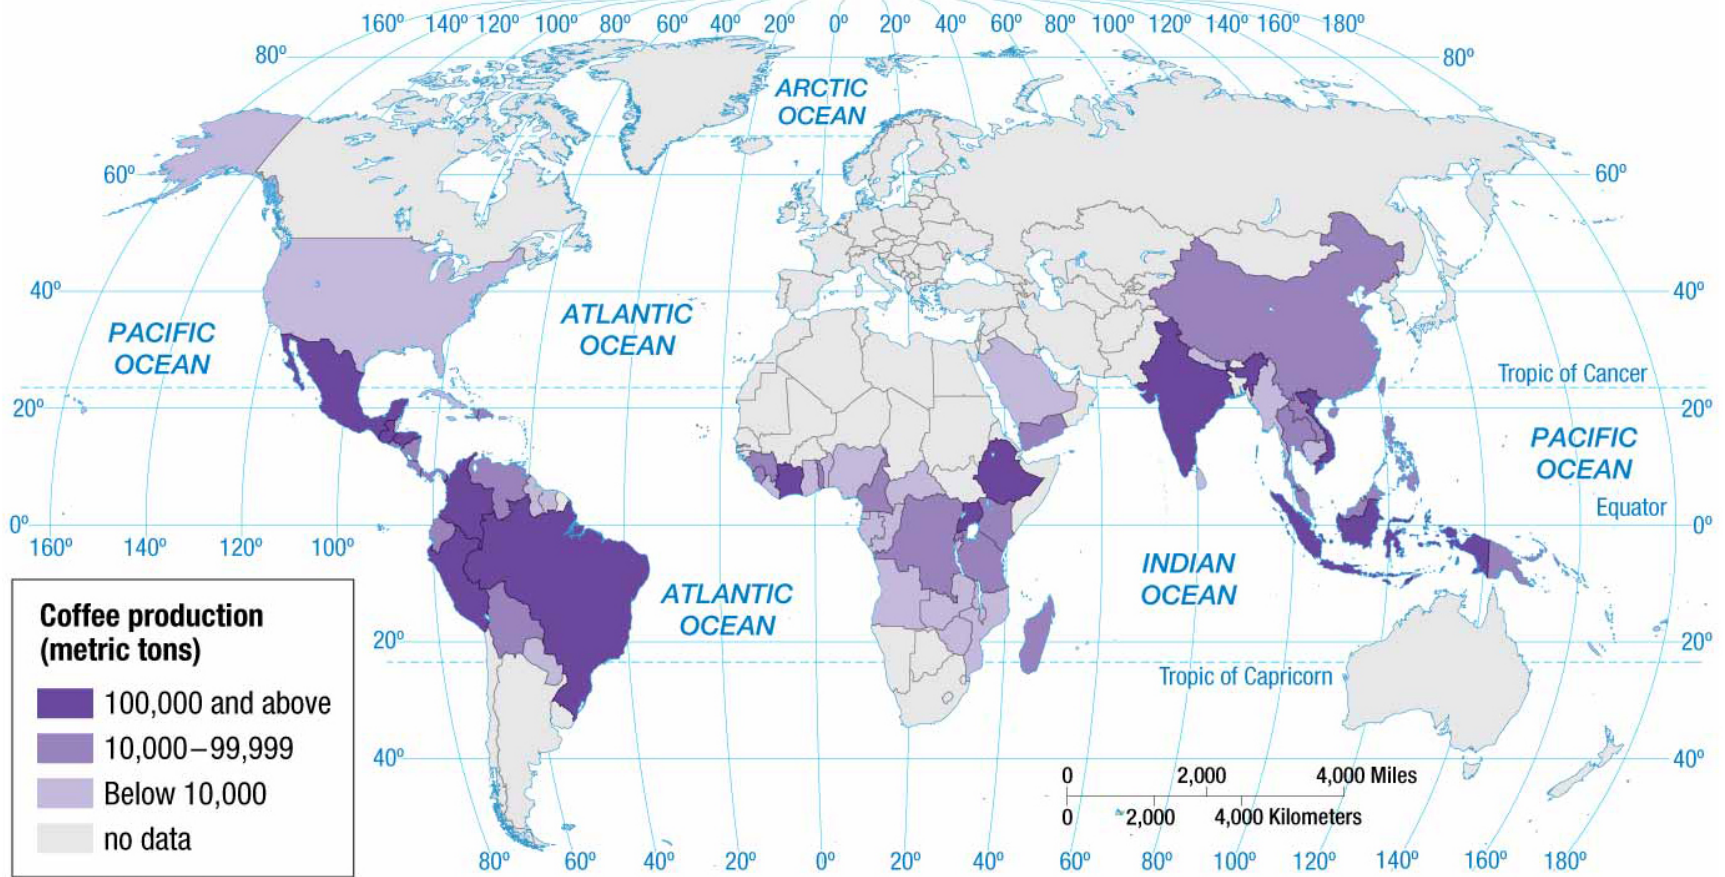 160º 140º 120º 100º 80º 60º 40º 20º 0º 20º 40º 60º 80º 100º 120º 140º 160º 180º
80º 80º
ARCTIC
OCEAN
60º 60º
40º 40º
PACIFIC
OCEAN
ATLANTIC
OCEAN
Tropic of Cancer
20º 20º
PACIFIC
OCEAN
Equator
0º 0º
160º 140º 120º 100º
INDIAN
OCEAN
ATLANTIC
OCEAN
20º 20º
Tropic of Capricorn
40º 40º
Coffee production
(metric tons)
100,000 and above
10,000–99,999
Below 10,000
no data
0 2,000 4,000 Miles
0 2,000 4,000 Kilometers
80º 60º 40º 20º 0º 20º 40º 60º 80º 100º 120º 140º 160º 180º